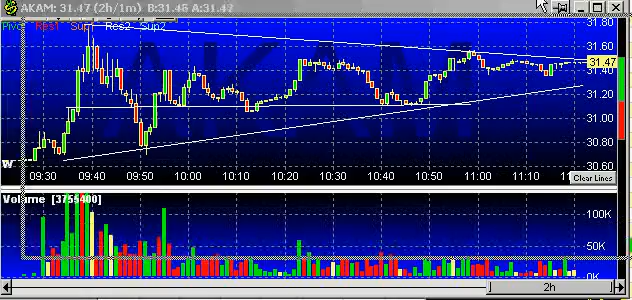 AKAM: 31.47 (2h/1m) B:31.46 A:31.47
Pivot Res1 Sup1 Res2 Sup2
31.80
31.60
31.47
31.40
31.20
31.00
30.80
30.60
W
09:30 09:40 09:50 10:00 10:10 10:20 10:30 10:40 10:50 11:00 11:10
Clear Lines
Volume [3755400]
100K
50K
0K
2h